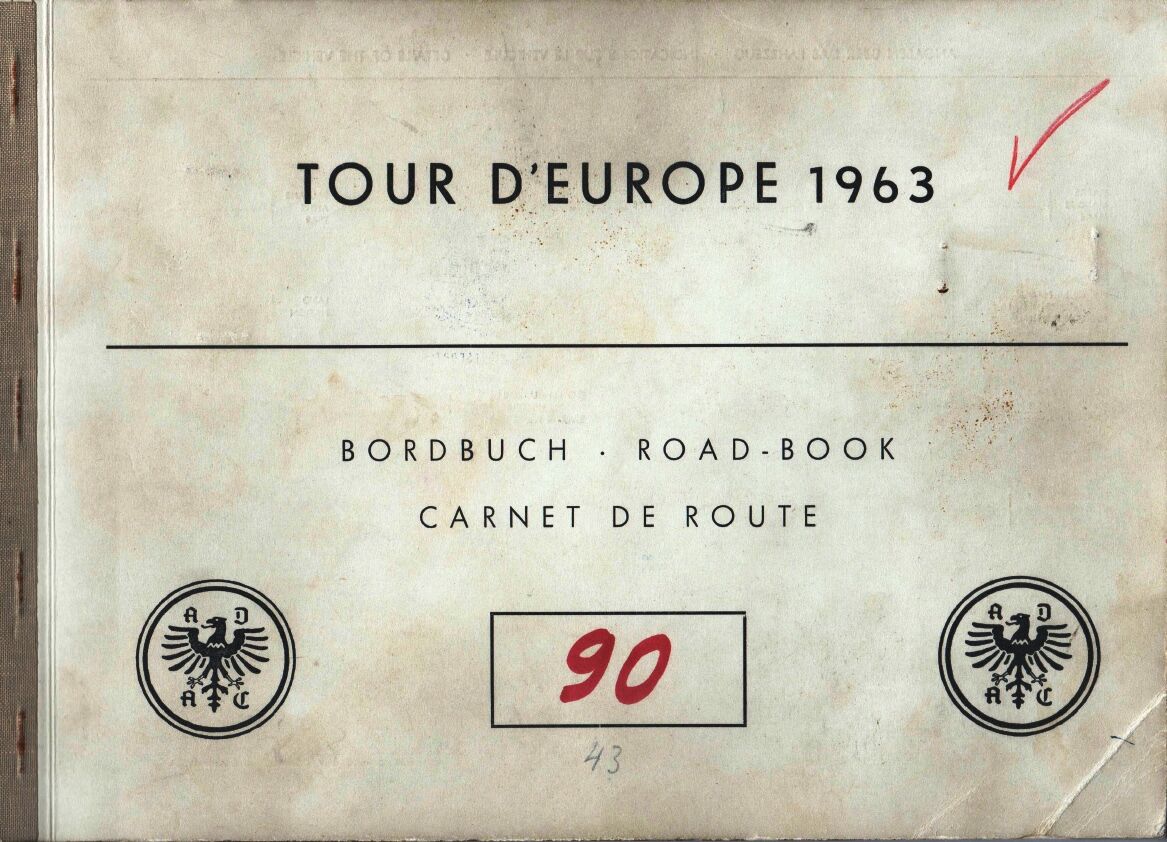 TOUR D'EUROPE 1963
BORDBUCH · ROAD-BOOK
CARNET DE ROUTE
A D
A C
90
A D
A C
43